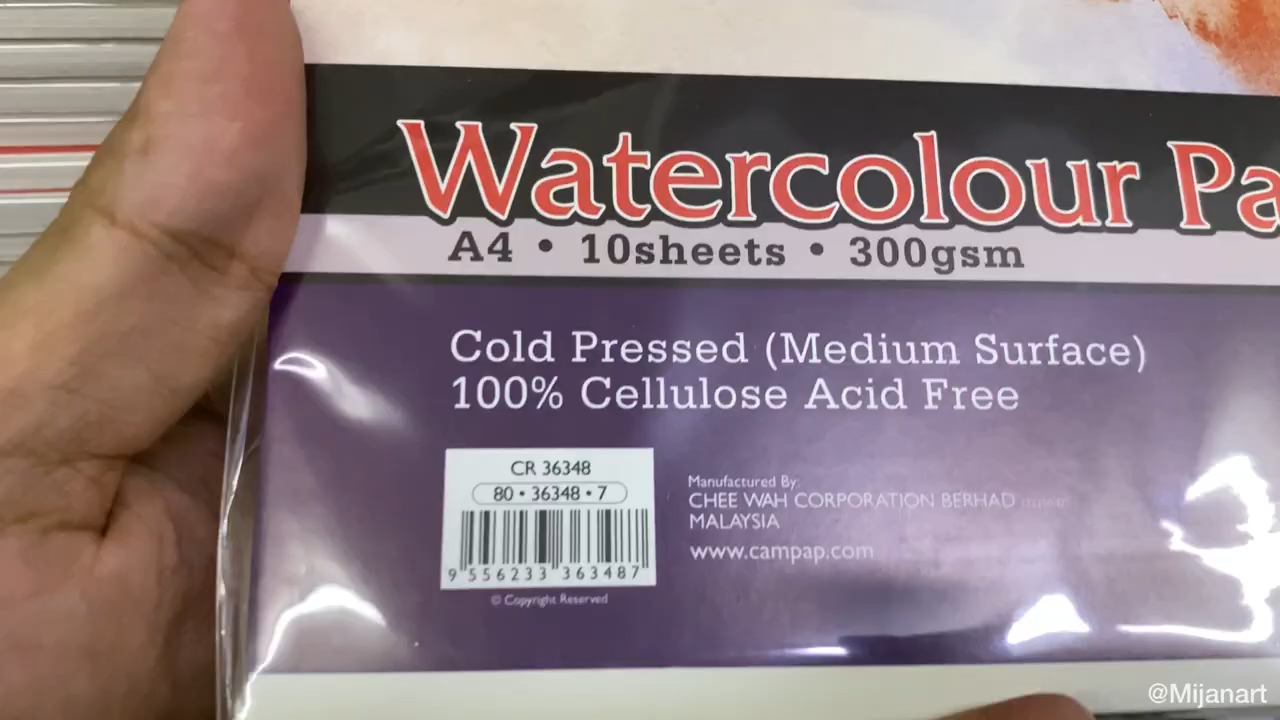 Watercolour Pa
A4 • 10sheets • 300gsm
Cold Pressed (Medium Surface)
100% Cellulose Acid Free
CR 36348
80 • 36348 • 7
9 556233 363487
© Copyright Reserved
Manufactured By:
CHEE WAH CORPORATION BERHAD
MALAYSIA
www.campap.com
@Mijanart